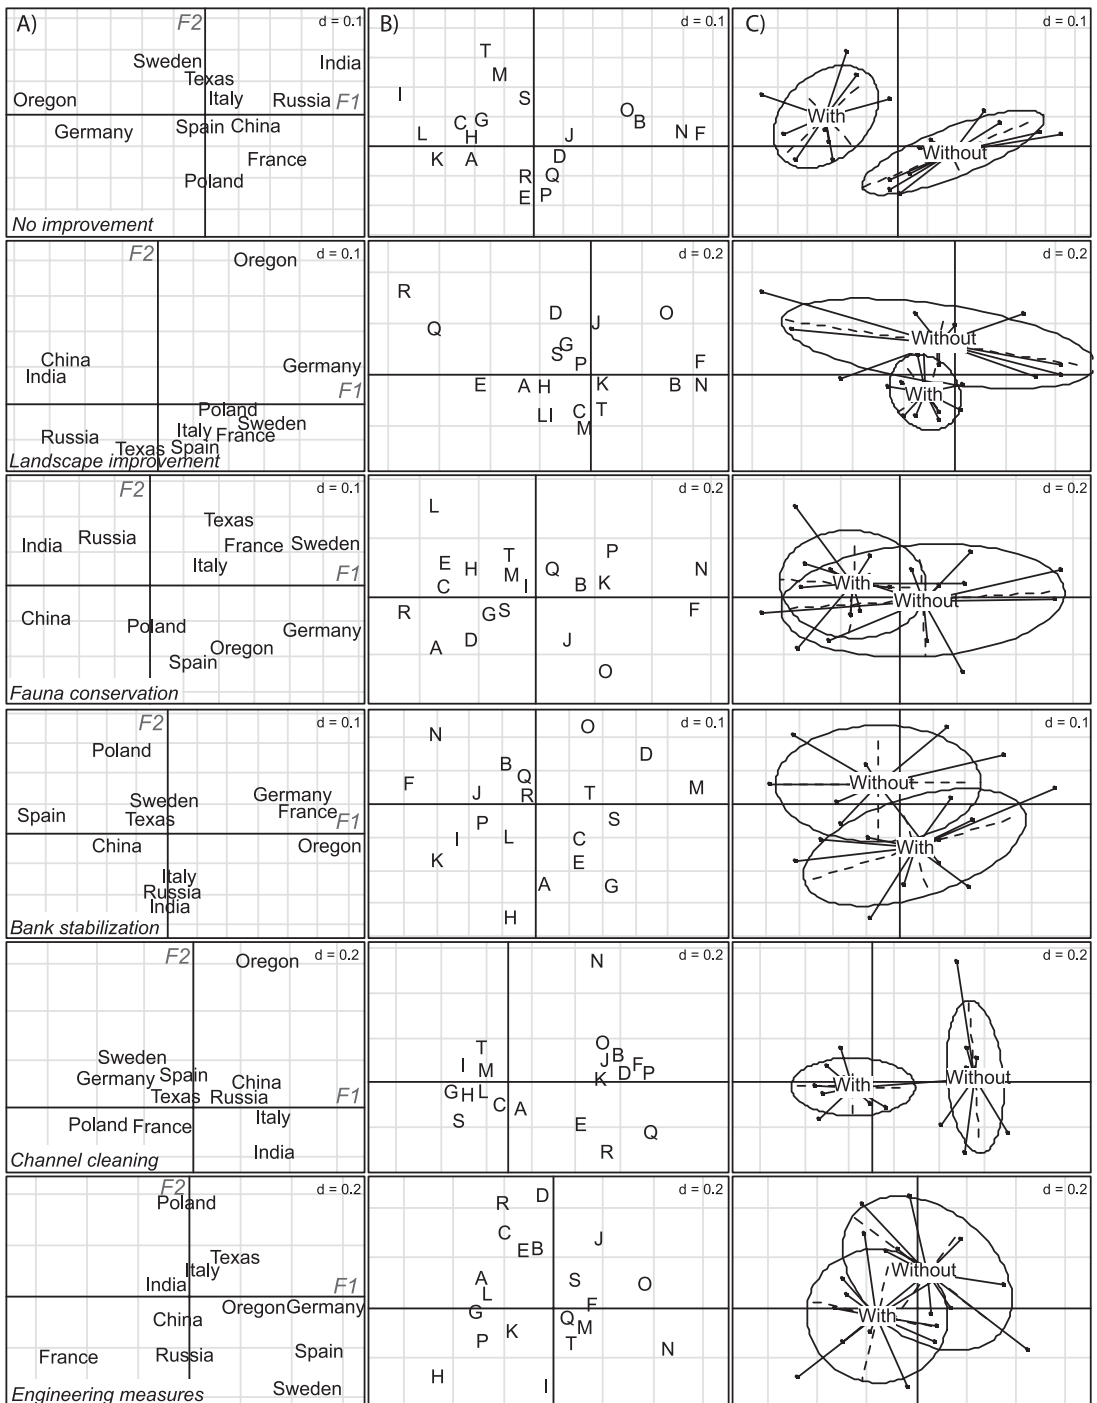 A)
F2
d = 0.1
Sweden
India
Texas
Oregon
Italy
Russia
F1
Germany
Spain
China
France
Poland
No improvement
B)
d = 0.1
T
M
I
S
O
B
C
G
L
H
J
N
F
K
A
D
R
Q
E
P
C)
d = 0.1
With
Without
F2
Oregon
d = 0.1
China
India
Germany
F1
Poland
Sweden
Italy
France
Russia
Texas
Spain
Landscape improvement
d = 0.2
R
D
O
Q
J
G
S
P
F
E
A
H
K
B
N
L
I
C
T
M
d = 0.2
Without
With
F2
d = 0.1
Texas
Russia
India
France
Sweden
Italy
F1
China
Poland
Germany
Oregon
Spain
Fauna conservation
d = 0.2
L
T
P
E
H
M
Q
N
C
I
B
K
R
G
S
F
A
D
J
O
d = 0.2
With
Without
F2
d = 0.1
Poland
Germany
Sweden
Spain
Texas
France
F1
China
Oregon
Italy
Russia
India
Bank stabilization
d = 0.1
O
N
D
B
Q
F
J
R
T
M
P
S
I
L
C
K
E
A
G
H
d = 0.1
Without
With
F2
Oregon
d = 0.2
Sweden
Germany
Spain
China
Texas
Russia
F1
Poland
France
Italy
India
Channel cleaning
d = 0.2
N
T
O
I
M
J
B
F
K
D
P
G
H
L
C
A
S
E
Q
R
d = 0.2
With
Without
F2
Poland
d = 0.2
Texas
Italy
India
F1
Oregon
Germany
China
France
Russia
Spain
Sweden
Engineering measures
d = 0.2
R
D
C
E
B
J
A
S
O
L
G
F
Q
M
P
K
T
N
H
I
d = 0.2
Without
With